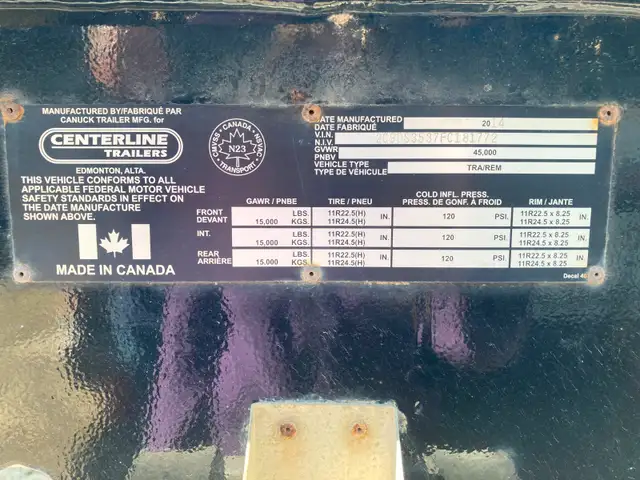 MANUFACTURED BY/FABRIQUÉ PAR
CANUCK TRAILER MFG. for
CENTERLINE
TRAILERS
EDMONTON, ALTA.
THIS VEHICLE CONFORMS TO ALL
APPLICABLE FEDERAL MOTOR VEHICLE
SAFETY STANDARDS IN EFFECT ON
THE DATE MANUFACTURE
SHOWN ABOVE.
MADE IN CANADA
CANADA
CMVSS
NSVAC
N23
TRANSPORT
DATE MANUFACTURED
DATE FABRIQUÉ
2014
V.I.N.
N.I.V.
GVWR
PNBV
45,000
VEHICLE TYPE
TYPE DE VÉHICULE
TRA/REM
GAWR / PNBE TIRE / PNEU COLD INFL. PRESS. PRESS. DE GONF. À FROID RIM / JANTE
FRONT LBS. 11R22.5(H) 11R22.5 x 8.25
DEVANT 15,000 KGS. 11R24.5(H) IN. 120 PSI. 11R24.5 x 8.25 IN.
INT. LBS. 11R22.5(H) 11R22.5 x 8.25
15,000 KGS. 11R24.5(H) IN. 120 PSI. 11R24.5 x 8.25 IN.
REAR LBS. 11R22.5(H) 11R22.5 x 8.25
ARRIÈRE 15,000 KGS. 11R24.5(H) IN. 120 PSI. 11R24.5 x 8.25 IN.
Decal